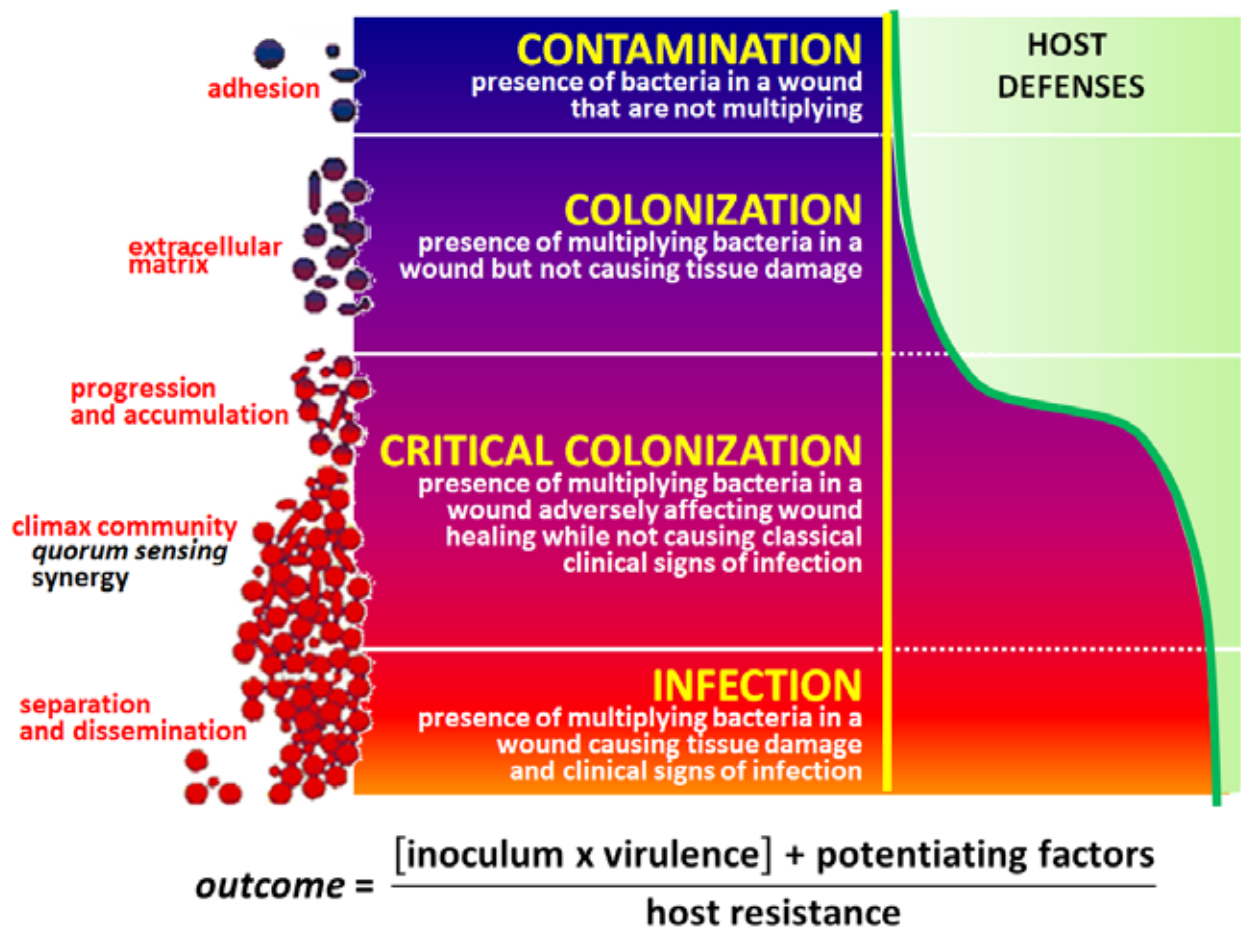 adhesion
CONTAMINATION
presence of bacteria in a wound
that are not multiplying
HOST
DEFENSES
extracellular
matrix
COLONIZATION
presence of multiplying bacteria in a
wound but not causing tissue damage
progression
and accumulation
CRITICAL COLONIZATION
presence of multiplying bacteria in a
wound adversely affecting wound
healing while not causing classical
clinical signs of infection
climax community
quorum sensing
synergy
separation
and dissemination
INFECTION
presence of multiplying bacteria in a
wound causing tissue damage
and clinical signs of infection
outcome = [inoculum x virulence] + potentiating factors
host resistance